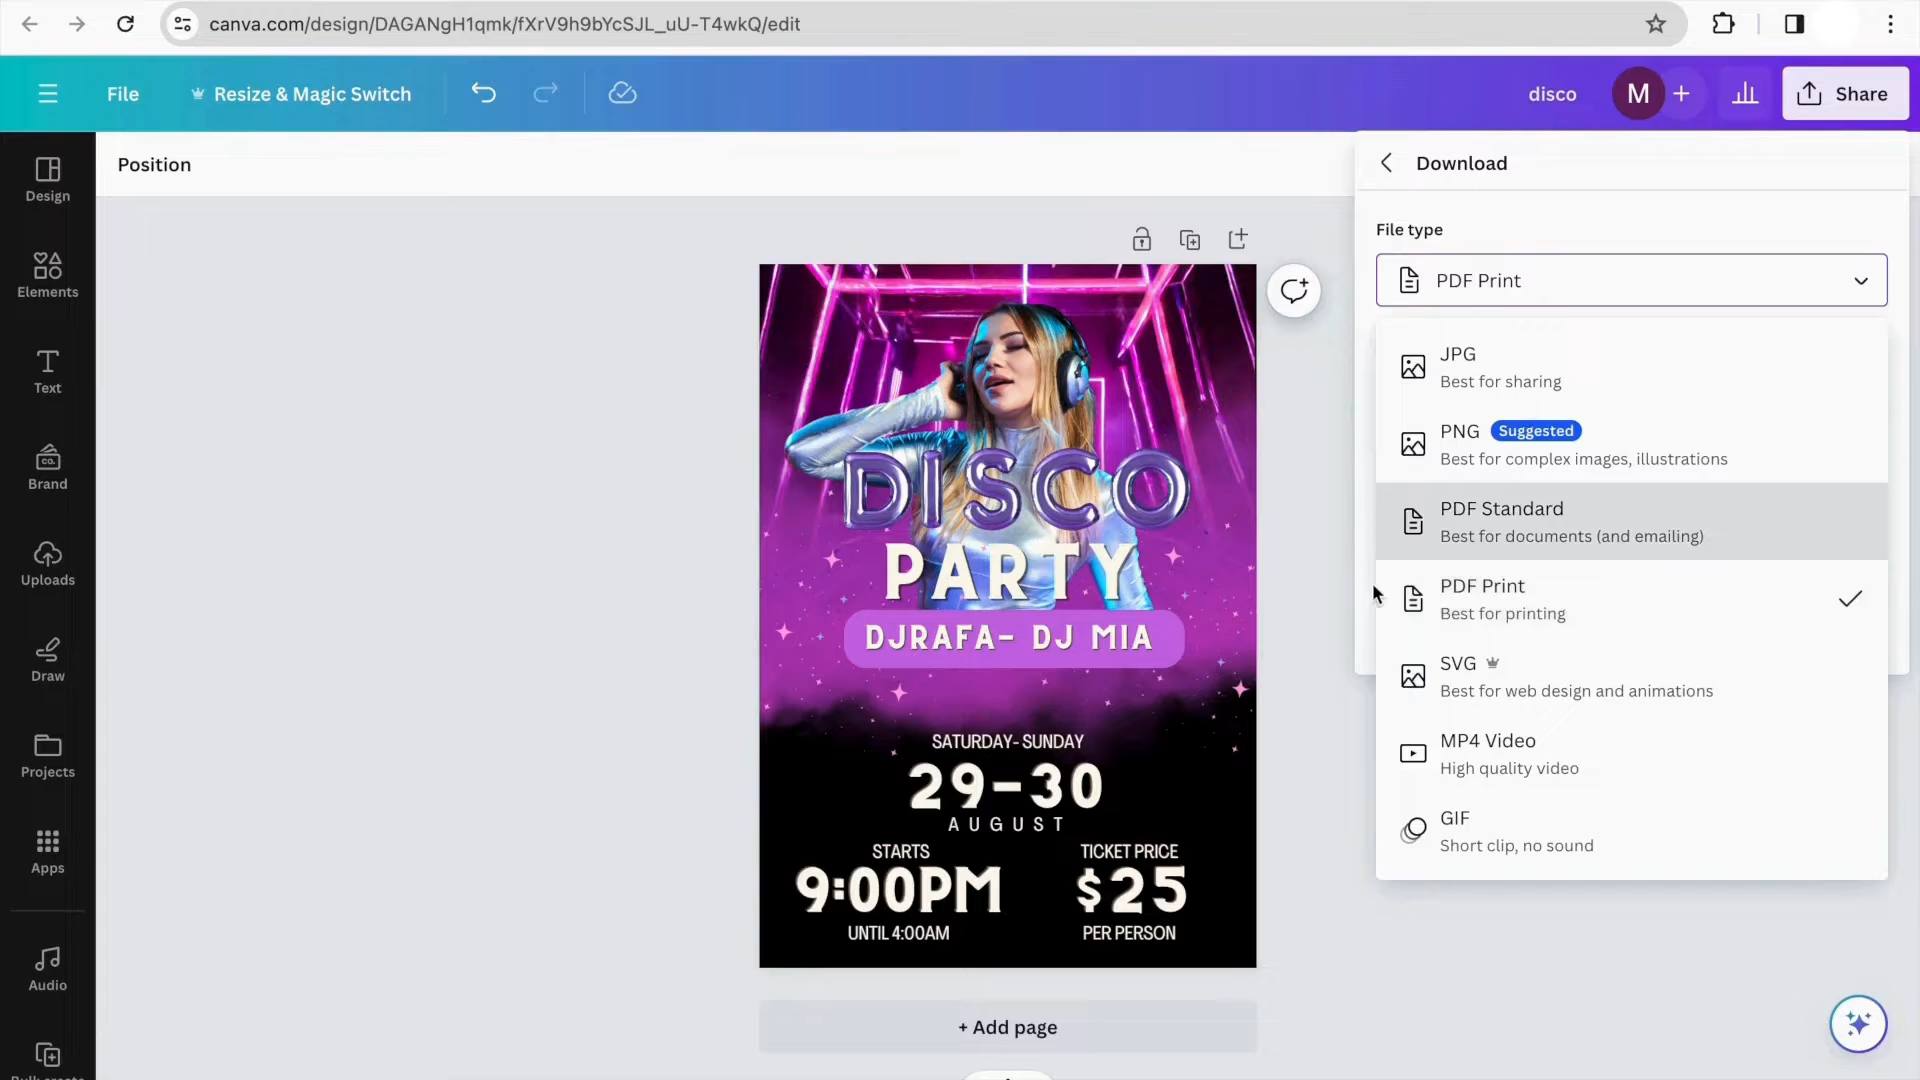 canva.com/design/DAGANgH1qmk/fXrV9h9bYcSJL_uU-T4wkQ/edit
File
Resize & Magic Switch
disco
M
Share
Design
Elements
Text
CO.
Brand
Uploads
Draw
Projects
Apps
Audio
Bulk create
Position
DISCO
PARTY
DJRAFA- DJ MIA
SATURDAY- SUNDAY
29-30
AUGUST
STARTS
9:00PM
UNTIL 4:00AM
TICKET PRICE
$25
PER PERSON
+ Add page
Download
File type
PDF Print
JPG
Best for sharing
PNG Suggested
Best for complex images, illustrations
PDF Standard
Best for documents (and emailing)
PDF Print
Best for printing
SVG
Best for web design and animations
MP4 Video
High quality video
GIF
Short clip, no sound